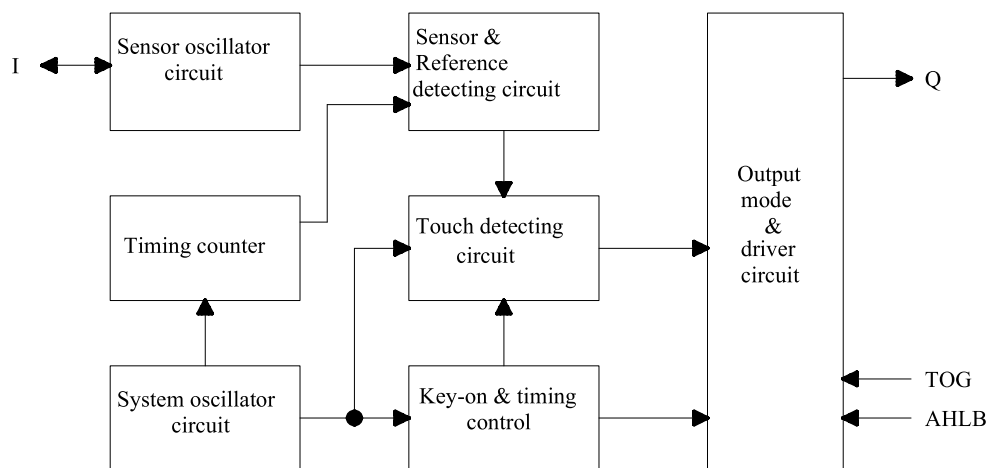 I
Sensor oscillator
circuit
Sensor &
Reference
detecting circuit
Q
Timing counter
Touch detecting
circuit
Output
mode
&
driver
circuit
System oscillator
circuit
Key-on & timing
control
TOG
AHLB